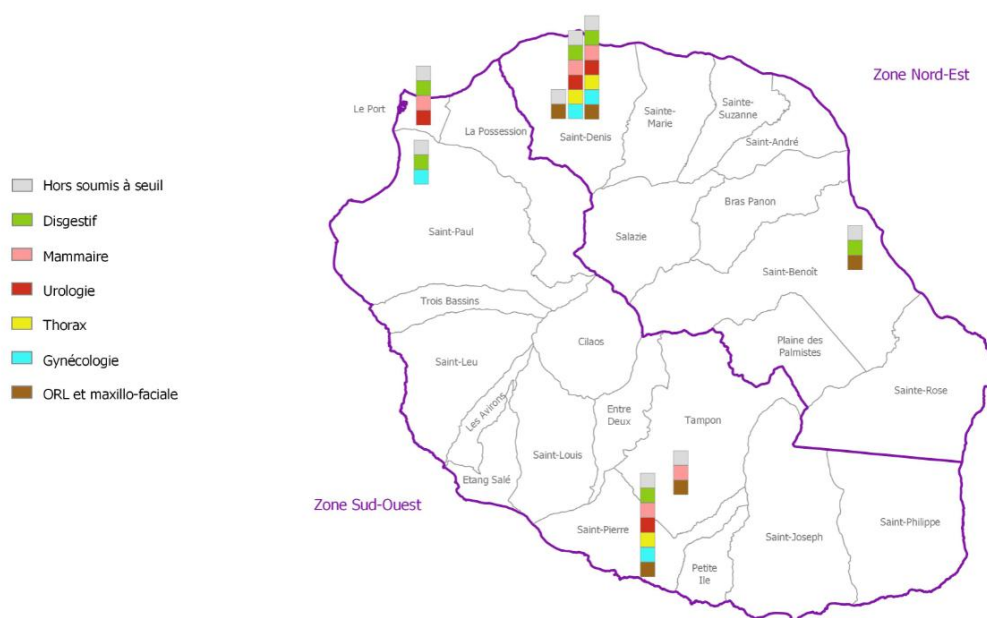 Zone Nord-Est
Le Port
La Possession
Saint-Denis
Sainte-
Marie
Sainte-
Suzanne
Saint-André
Hors soumis à seuil
Disgestif
Mammaire
Urologie
Thorax
Gynécologie
ORL et maxillo-faciale
Bras Panon
Saint-Paul
Salazie
Saint-Benoît
Trois Bassins
Cilaos
Plaine des
Palmistes
Saint-Leu
Sainte-Rose
Les Avirons
Entre
Deux
Tampon
Saint-Louis
Etang Salé
Zone Sud-Ouest
Saint-Pierre
Saint-Joseph
Saint-Philippe
Petite
Ile